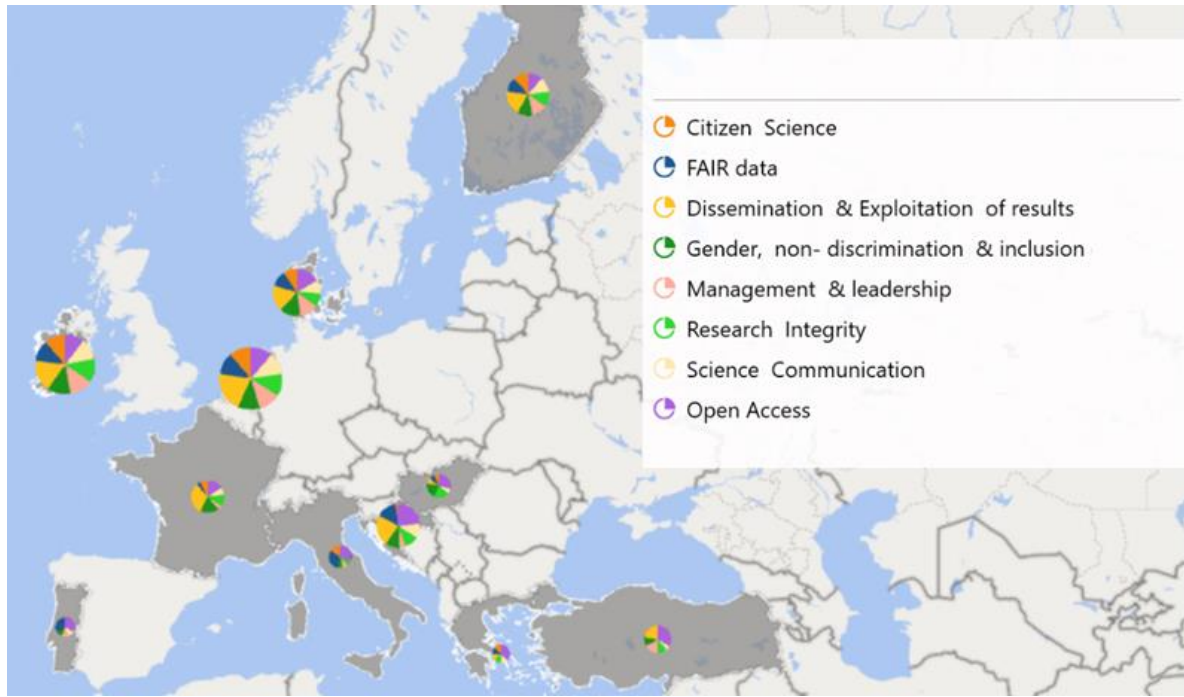 Citizen Science
FAIR data
Dissemination & Exploitation of results
Gender, non- discrimination & inclusion
Management & leadership
Research Integrity
Science Communication
Open Access